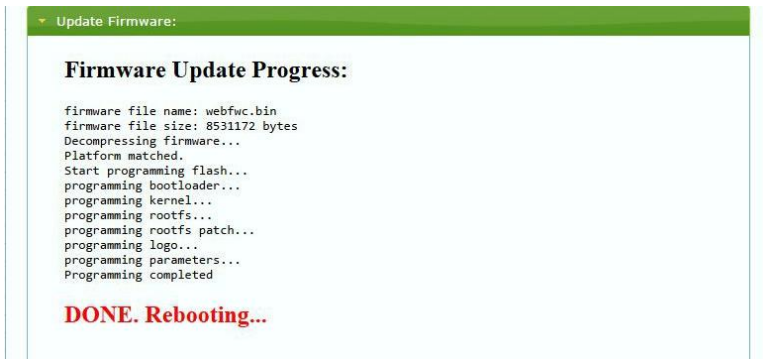 Update Firmware:
Firmware Update Progress:
firmware file name: webfwc.bin
firmware file size: 8531172 bytes
Decompressing firmware...
Platform matched.
Start programming flash...
programming bootloader...
programming kernel...
programming rootfs...
programming rootfs patch...
programming logo...
programming parameters...
Programming completed
DONE. Rebooting...